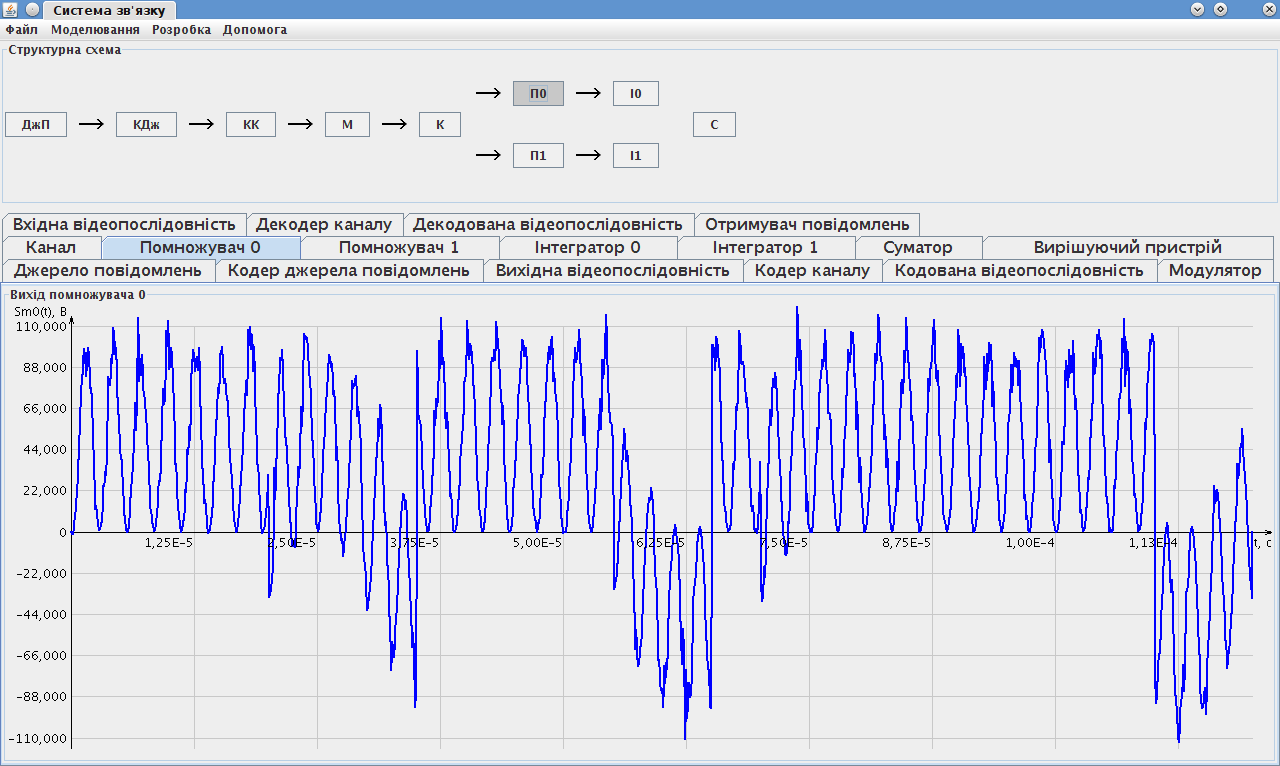 Система зв'язку
Файл Моделювання Розробка Допомога
Структурна схема
П0 І0
ДжП КДж КК М К С
П1 І1
Вхідна відеопослідовність Декодер каналу Декодована відеопослідовність Отримувач повідомлень
Канал Помножувач 0 Помножувач 1 Інтегратор 0 Інтегратор 1 Суматор Вирішуючий пристрій
Джерело повідомлень Кодер джерела повідомлень Вихідна відеопослідовність Кодер каналу Кодована відеопослідовність Модулятор
Вихід помножувача 0
Sm0(t), В
110,000
88,000
66,000
44,000
22,000
0
1,25E-5 2,50E-5 3,75E-5 5,00E-5 6,25E-5 7,50E-5 8,75E-5 1,00E-4 1,13E-4 t, с
-22,000
-44,000
-66,000
-88,000
-110,000